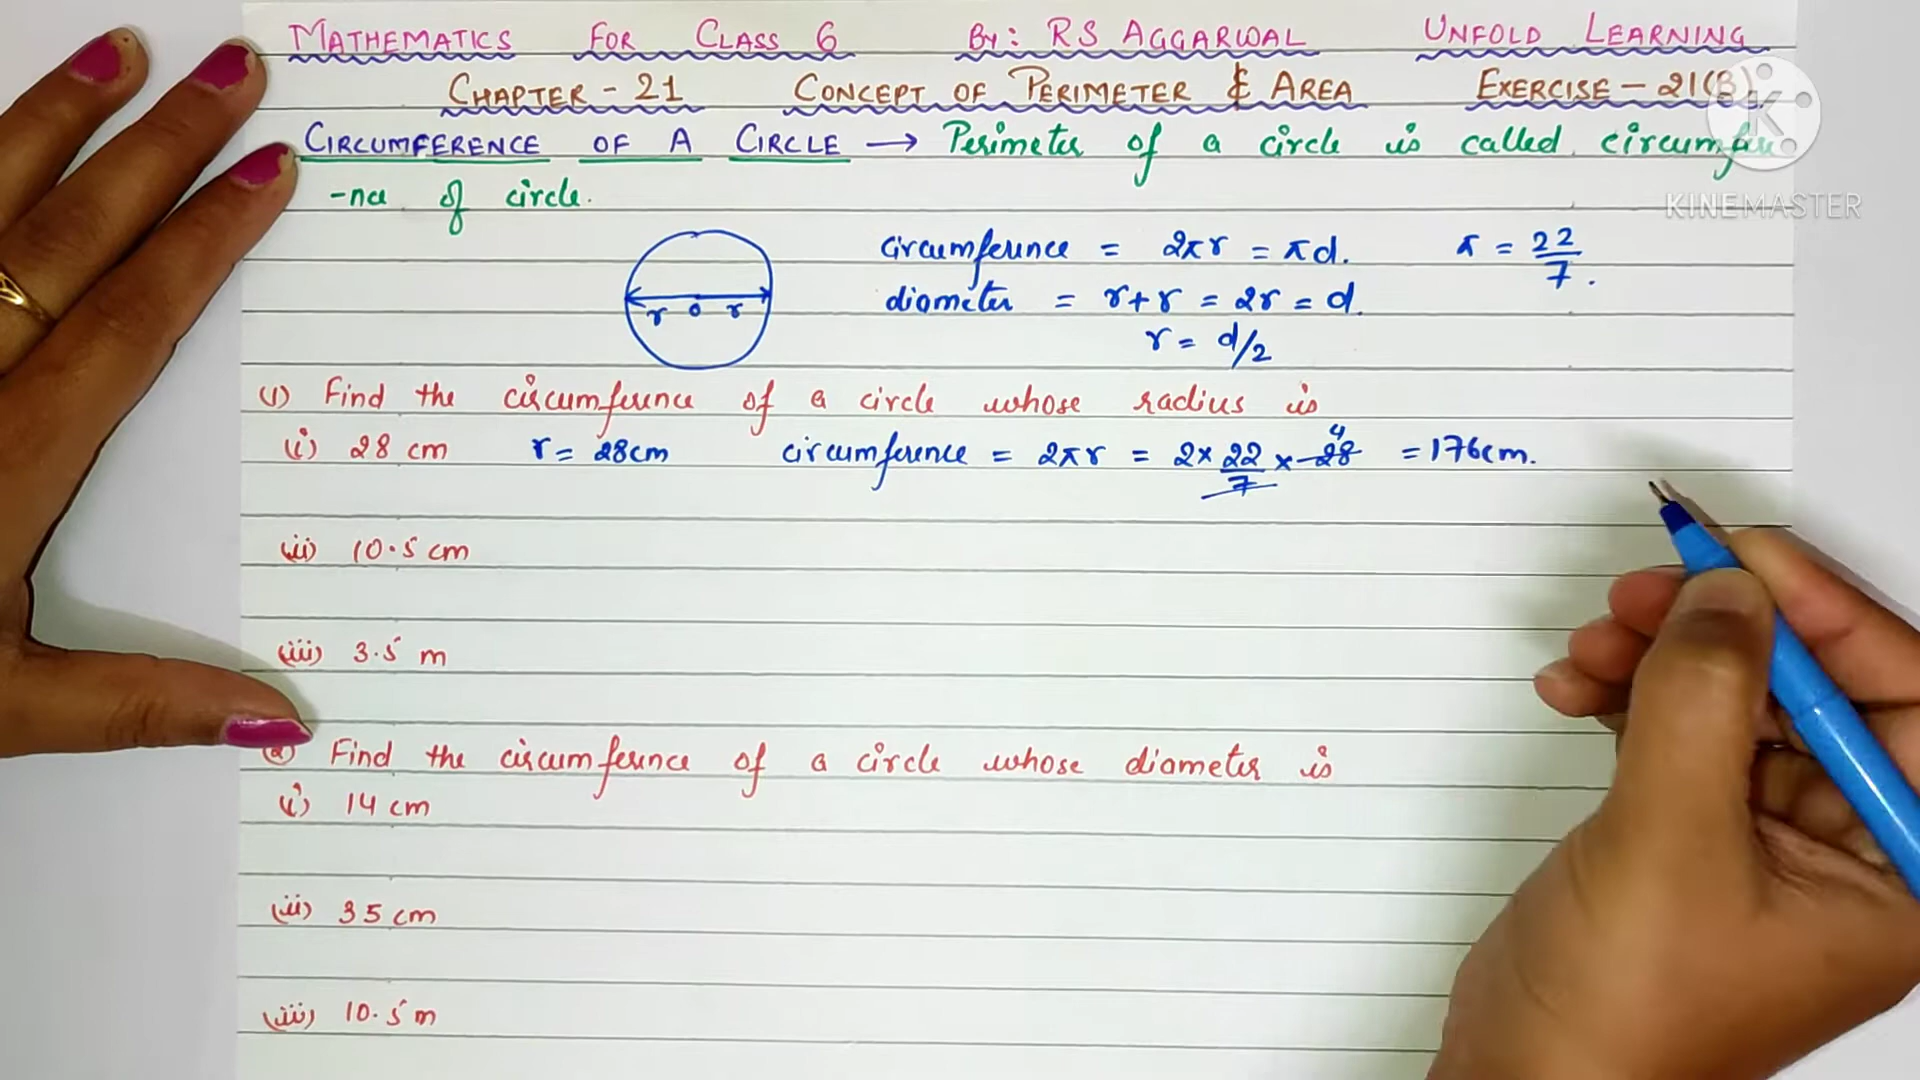 MATHEMATICS FOR CLASS 6 BY: RS AGGARWAL UNFOLD LEARNING
CHAPTER - 21 CONCEPT OF PERIMETER & AREA EXERCISE - 21(B)
CIRCUMFERENCE OF A CIRCLE → Perimeter of a circle is called circumfere
-nce of circle.
circumference = 2πr = πd. π = 22/7.
diameter = r+r = 2r = d.
r o r
r = d/2
(1) Find the circumference of a circle whose radius is
(i) 28 cm r = 28cm circumference = 2πr = 2 × 22/7 × 28 4 = 176cm.
(ii) 10.5 cm
(iii) 3.5 m
(2) Find the circumference of a circle whose diameter is
(i) 14 cm
(ii) 35 cm
(iii) 10.5 m
K
KINEMASTER